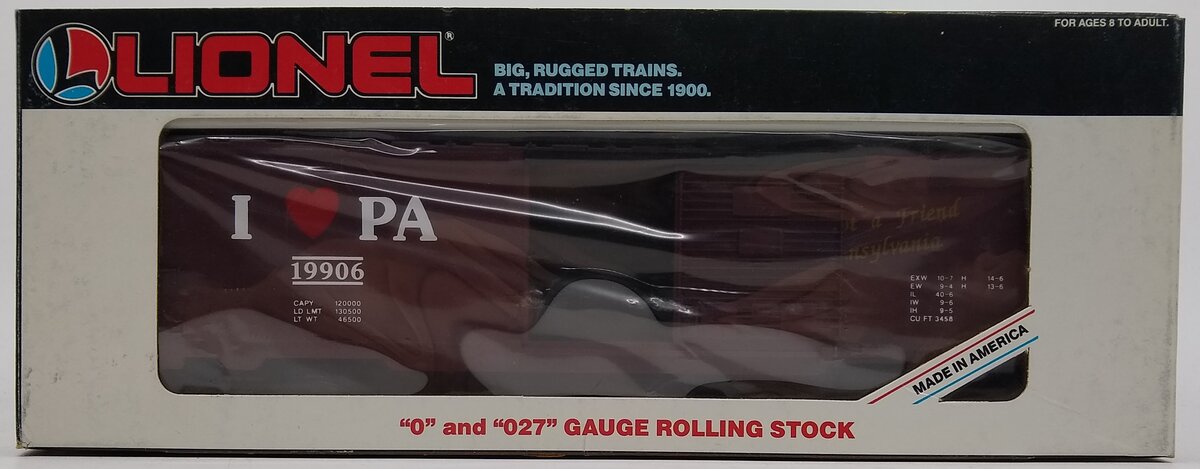 FOR AGES 8 TO ADULT.
LIONEL®
BIG, RUGGED TRAINS.
A TRADITION SINCE 1900.
I ♥ PA
19906
CAPY 120000
LD LMT 130500
LT WT 46500
a Friend
EXW 10-7 H 14-6
EW 9-4 H 13-6
IL 40-6
IW 9-6
IH 9-5
CU FT 3458
MADE IN AMERICA
“0” and “027” GAUGE ROLLING STOCK